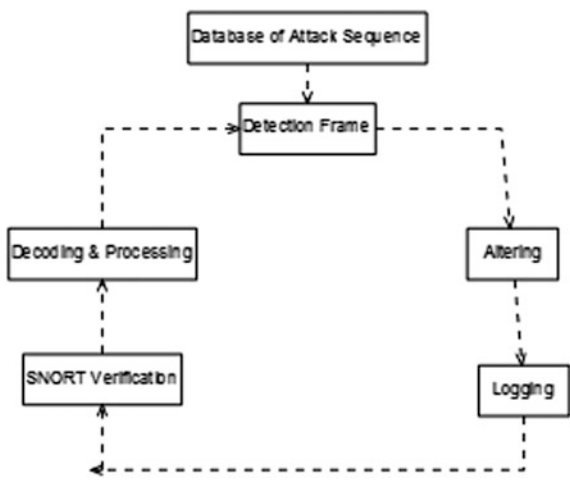 Database of Attack Sequence
Detection Frame
Decoding & Processing
Altering
SNORT Verification
Logging